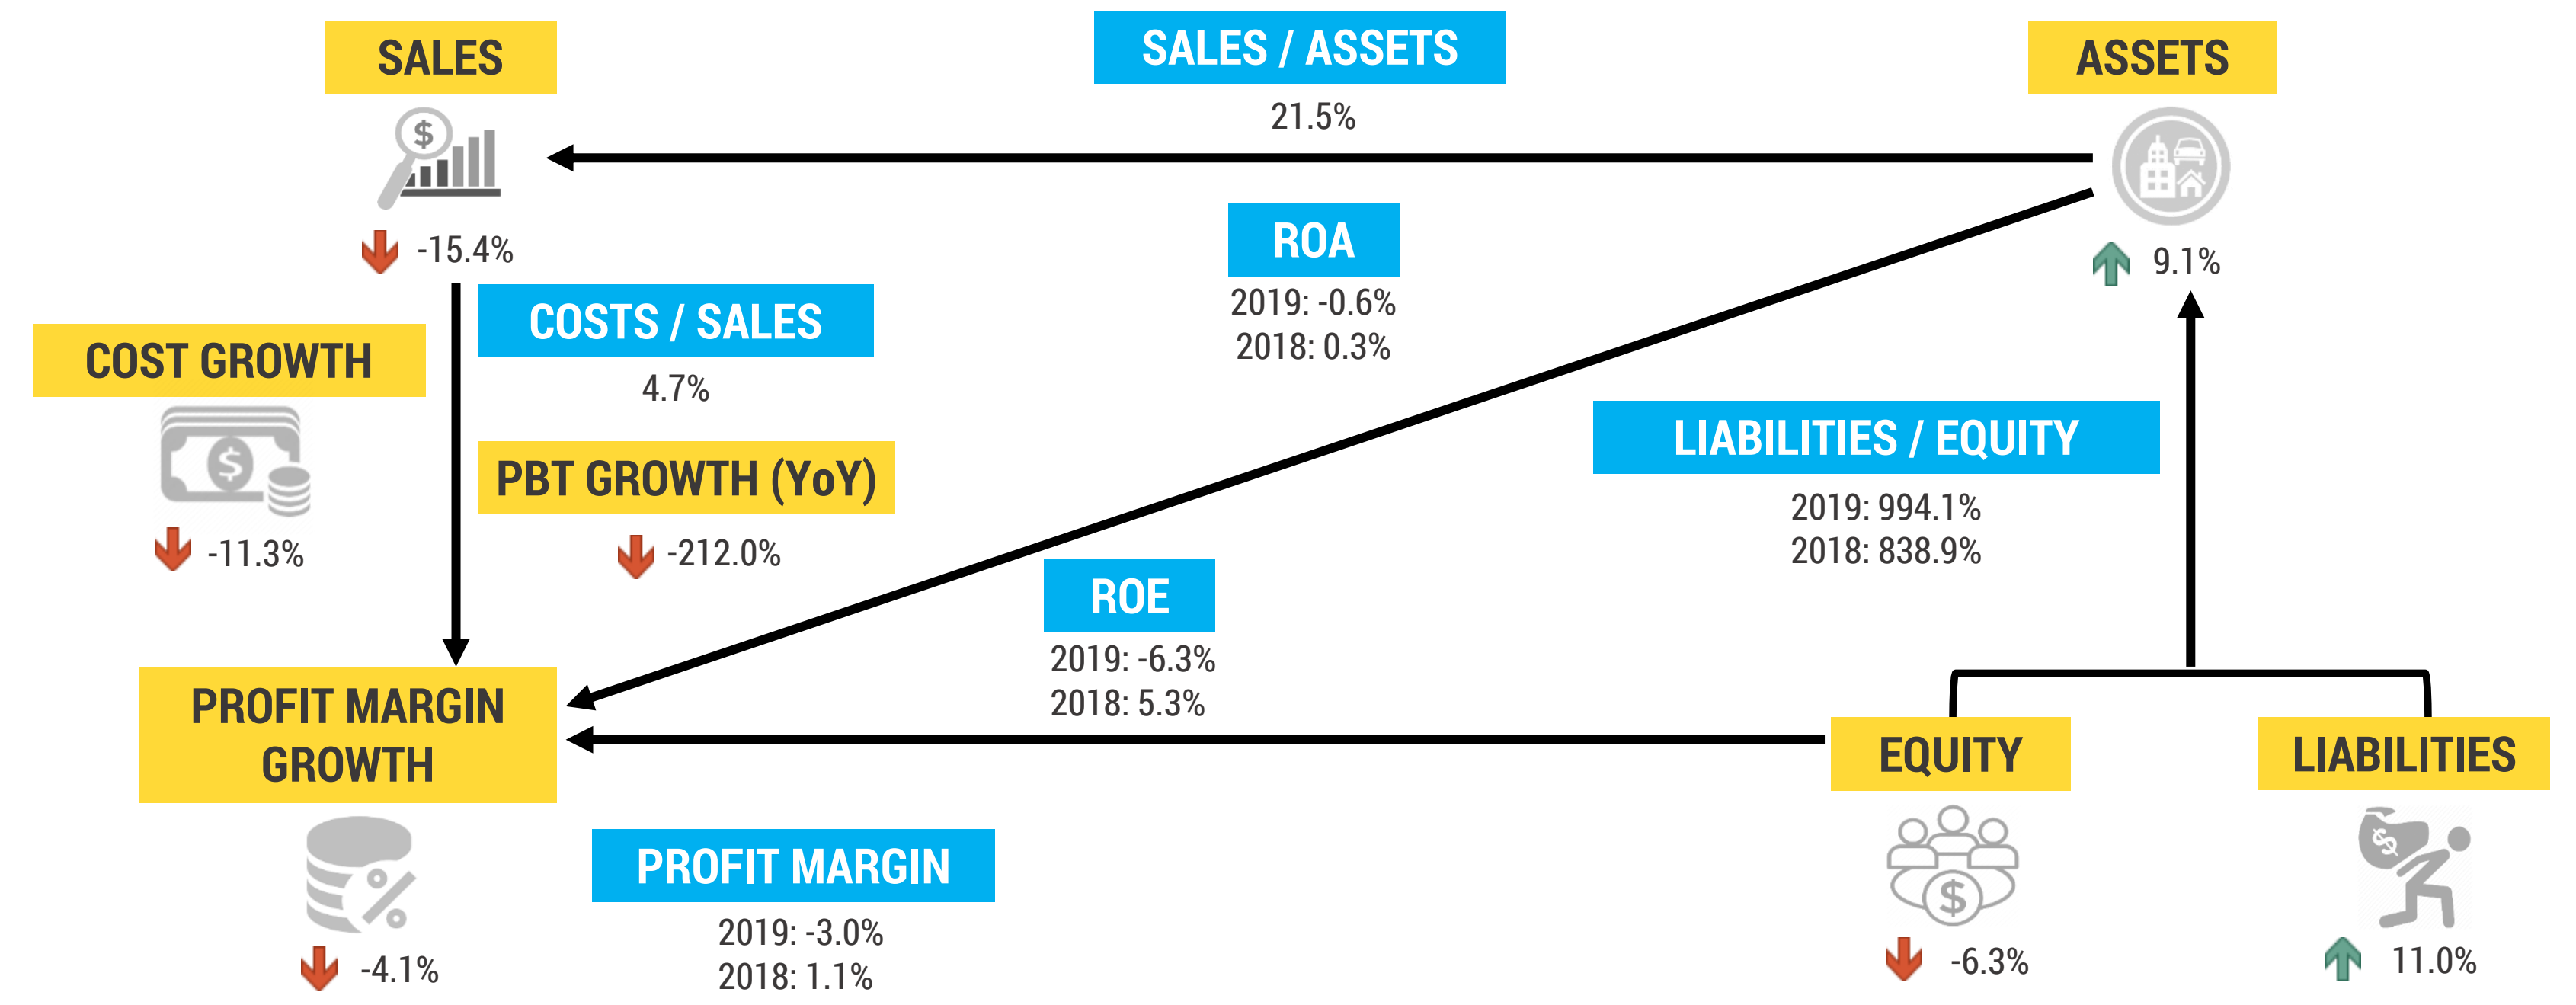 SALES
SALES / ASSETS
ASSETS
21.5%
$
-15.4%
9.1%
ROA
2019: -0.6%
2018: 0.3%
COST GROWTH
COSTS / SALES
4.7%
$
-11.3%
PBT GROWTH (YoY)
-212.0%
LIABILITIES / EQUITY
2019: 994.1%
2018: 838.9%
ROE
2019: -6.3%
2018: 5.3%
PROFIT MARGIN
GROWTH
%
-4.1%
PROFIT MARGIN
2019: -3.0%
2018: 1.1%
EQUITY
$
-6.3%
LIABILITIES
$
11.0%